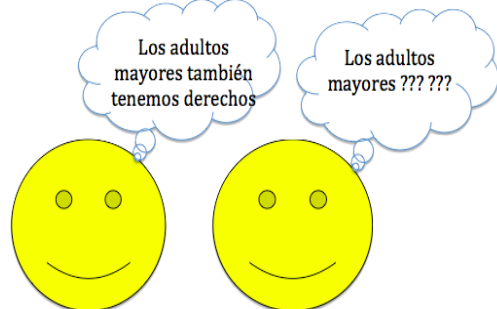 Los adultos
mayores también
tenemos derechos
Los adultos
mayores ??? ???